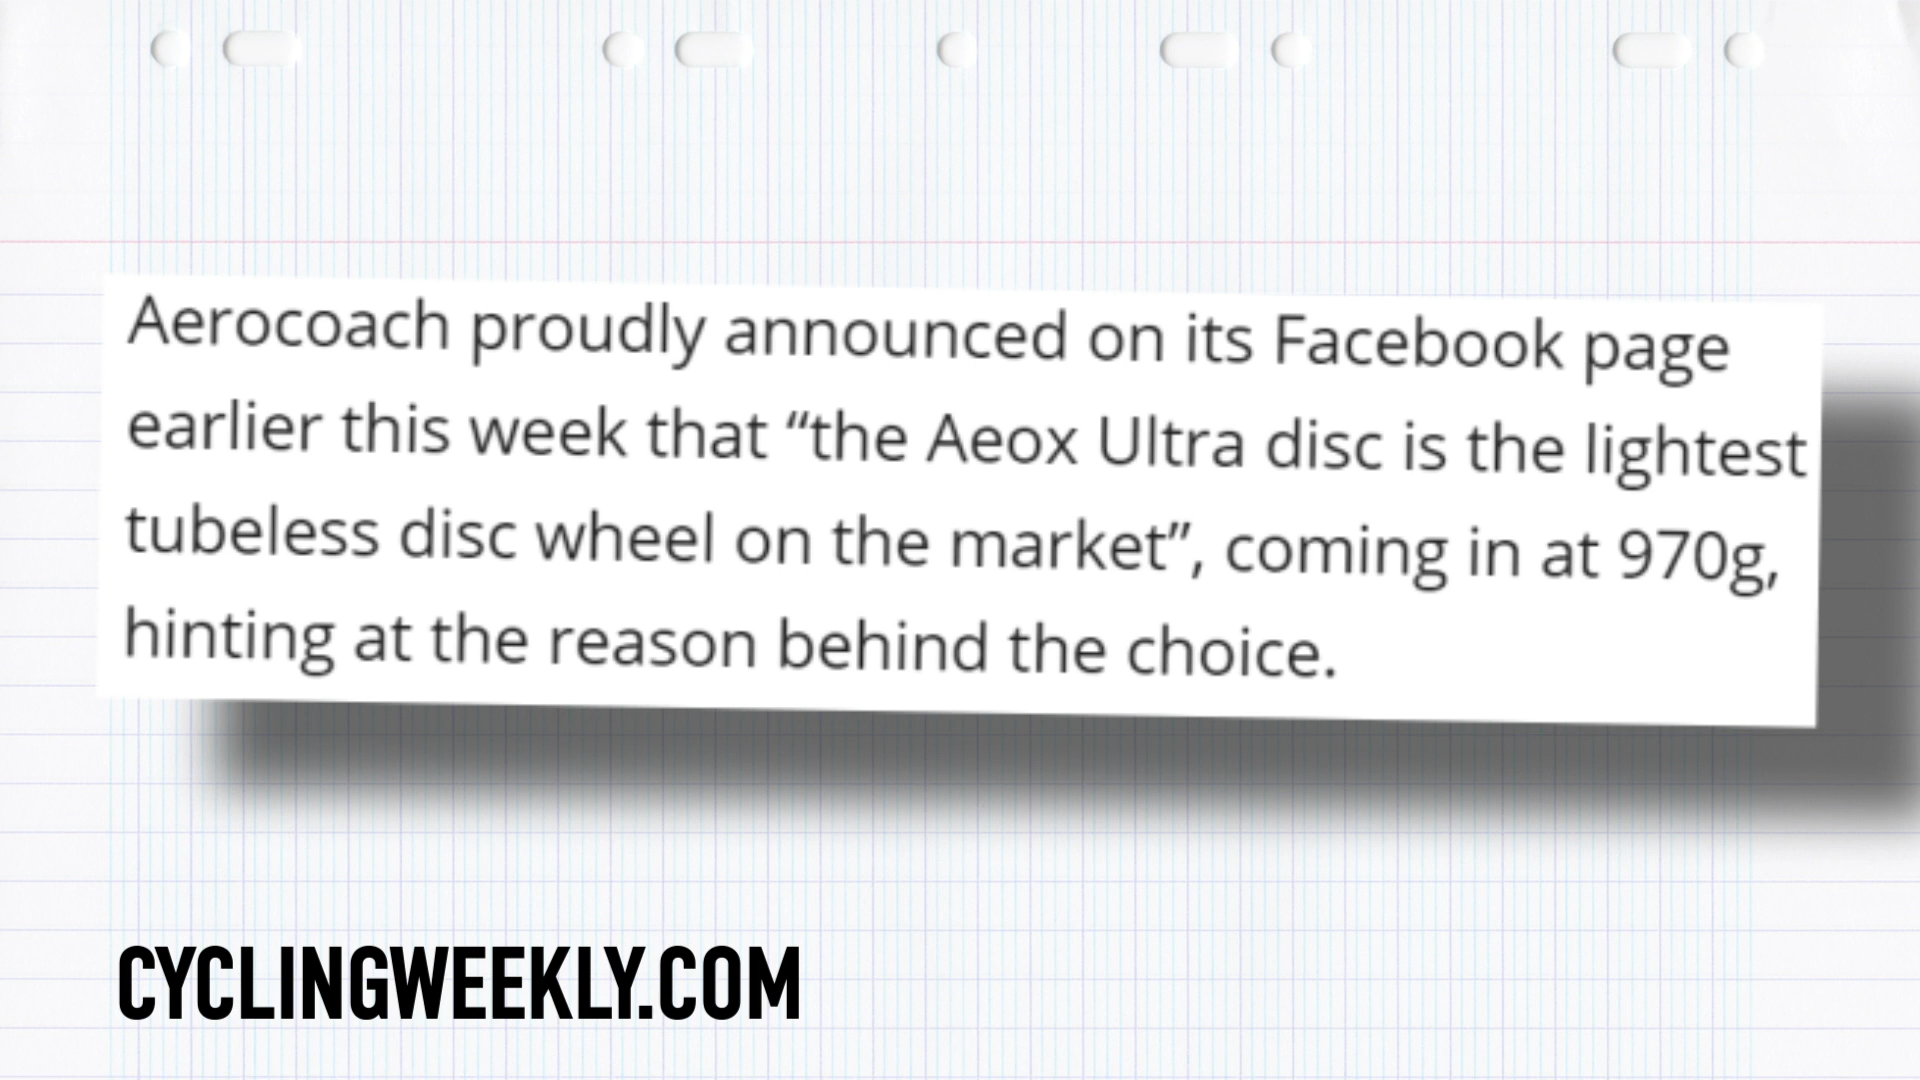 Aerocoach proudly announced on its Facebook page
earlier this week that “the Aeox Ultra disc is the lightest
tubeless disc wheel on the market”, coming in at 970g,
hinting at the reason behind the choice.
CYCLINGWEEKLY.COM